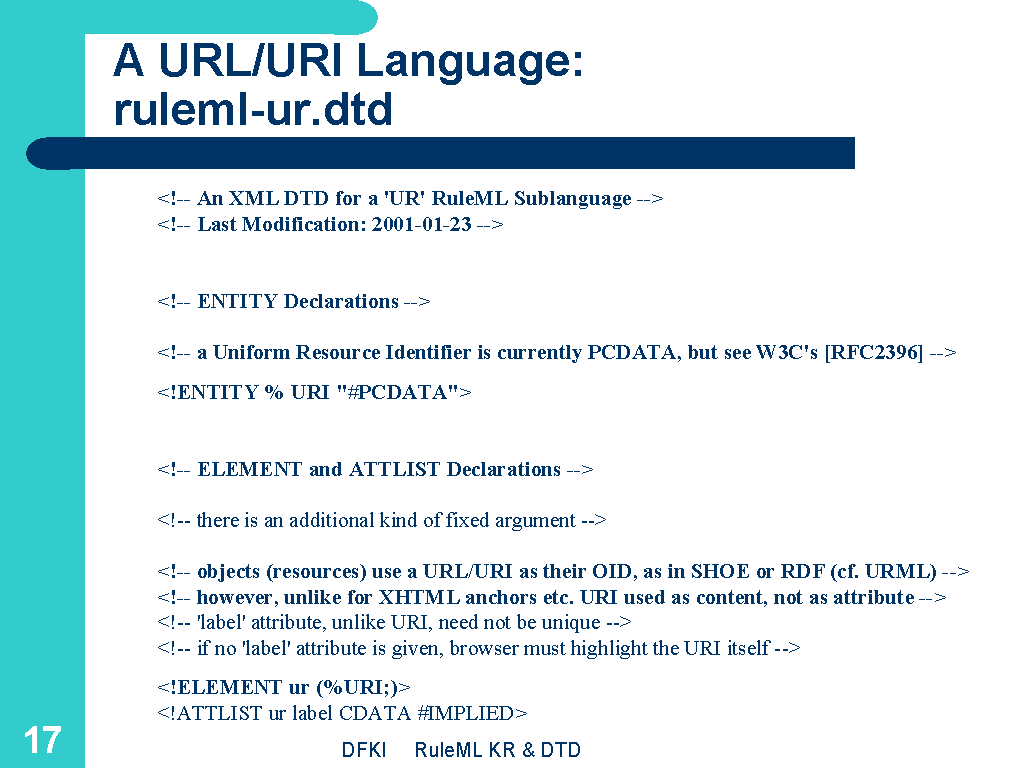 A URL/URI Language:
ruleml-ur.dtd
<!-- An XML DTD for a 'UR' RuleML Sublanguage -->
<!-- Last Modification: 2001-01-23 -->
<!-- ENTITY Declarations -->
<!-- a Uniform Resource Identifier is currently PCDATA, but see W3C's [RFC2396] -->
<!ENTITY % URI "#PCDATA">
<!-- ELEMENT and ATTLIST Declarations -->
<!-- there is an additional kind of fixed argument -->
<!-- objects (resources) use a URL/URI as their OID, as in SHOE or RDF (cf. URML) -->
<!-- however, unlike for XHTML anchors etc. URI used as content, not as attribute -->
<!-- 'label' attribute, unlike URI, need not be unique -->
<!-- if no 'label' attribute is given, browser must highlight the URI itself -->
<!ELEMENT ur (%URI;)>
<!ATTLIST ur label CDATA #IMPLIED>
17
DFKI RuleML KR & DTD